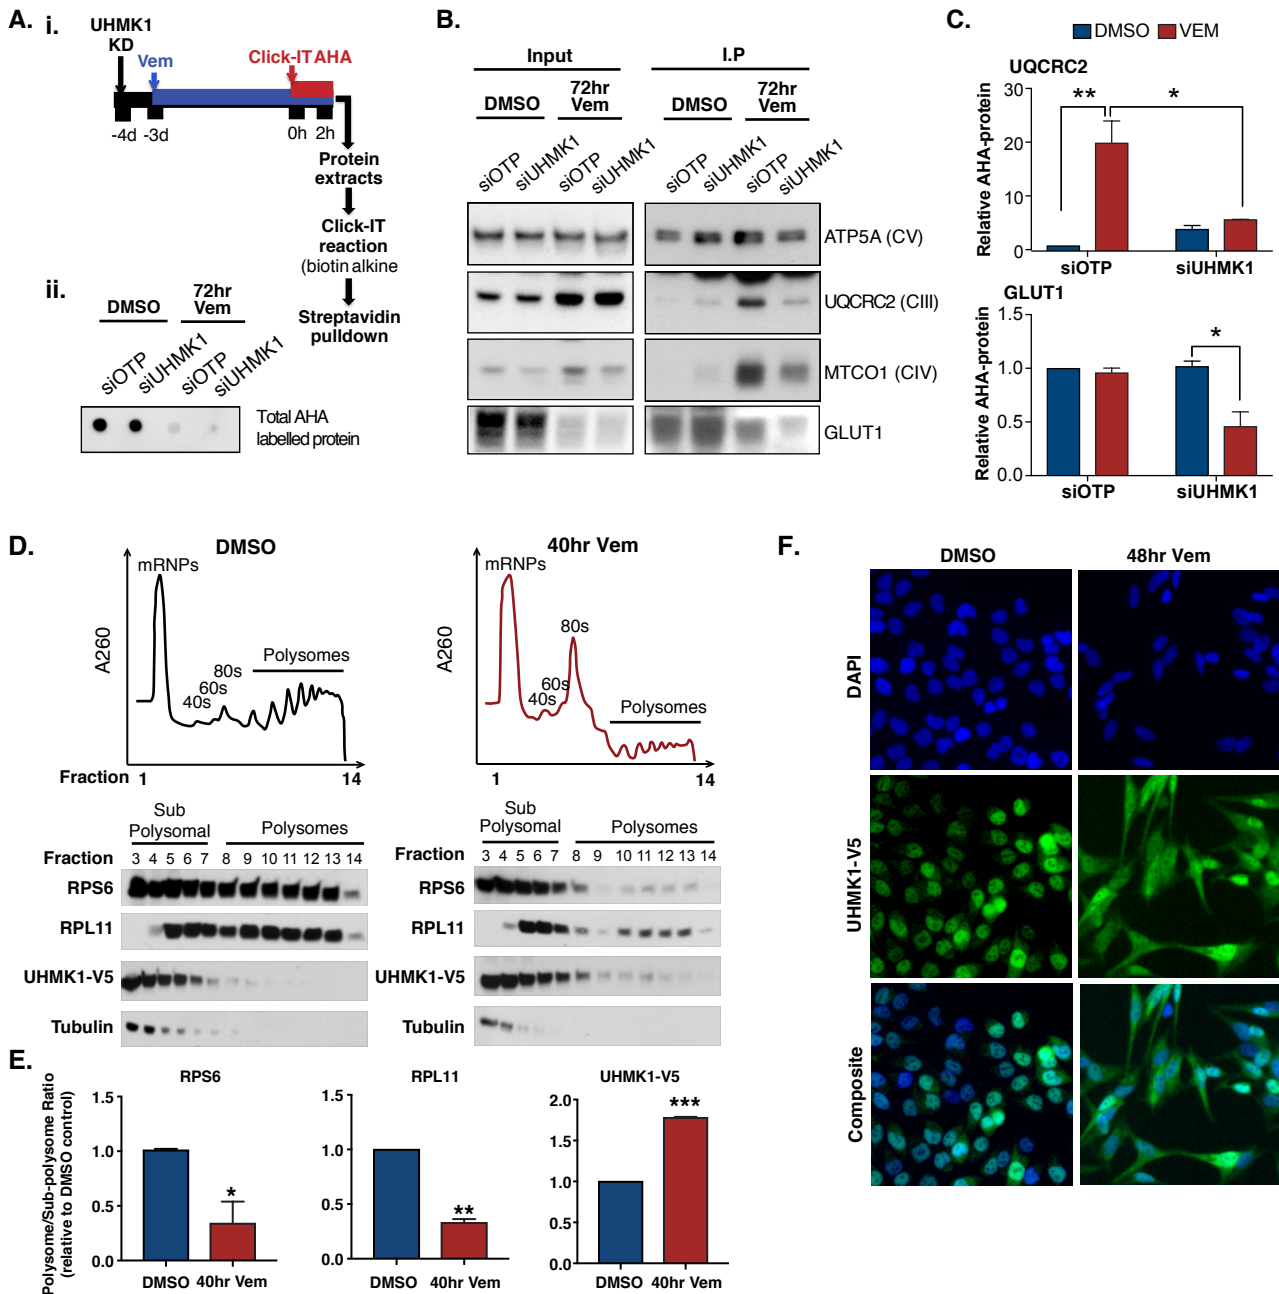 A.
i.
UHMK1
KD
Vem
Click-IT AHA
-4d -3d 0h 2h
Protein
extracts
Click-IT
reaction
(biotin alkine
Streptavidin
pulldown
ii.
DMSO
72hr
Vem
siOTP siUHMK1 siOTP siUHMK1
Total AHA
labelled protein
B.
Input I.P
DMSO 72hr Vem DMSO 72hr Vem
siOTP siUHMK1 siOTP siUHMK1 siOTP siUHMK1 siOTP siUHMK1
ATP5A (CV)
UQCRC2 (CIII)
MTCO1 (CIV)
GLUT1
C.
DMSO VEM
UQCRC2
Relative AHA-protein
30
20
10
0
** *
siOTP siUHMK1
GLUT1
Relative AHA-protein
1.5
1.0
0.5
0.0
*
siOTP siUHMK1
D.
DMSO
A260
mRNPs
40s
60s
80s
Polysomes
Fraction 1 14
40hr Vem
A260
mRNPs
40s
60s
80s
Polysomes
1 14
Sub
Polysomal Polysomes
Fraction 3 4 5 6 7 8 9 10 11 12 13 14
RPS6
RPL11
UHMK1-V5
Tubulin
Sub
Polysomal Polysomes
Fraction 3 4 5 6 7 8 9 10 11 12 13 14
RPS6
RPL11
UHMK1-V5
Tubulin
E.
Polysome/Sub-polysome Ratio
(relative to DMSO control)
RPS6
1.5
1.0
0.5
0.0
*
DMSO 40hr Vem
RPL11
1.5
1.0
0.5
0.0
**
DMSO 40hr Vem
UHMK1-V5
2.0
1.5
1.0
0.5
0.0
***
DMSO 40hr Vem
F.
DMSO 48hr Vem
DAPI
UHMK1-V5
Composite